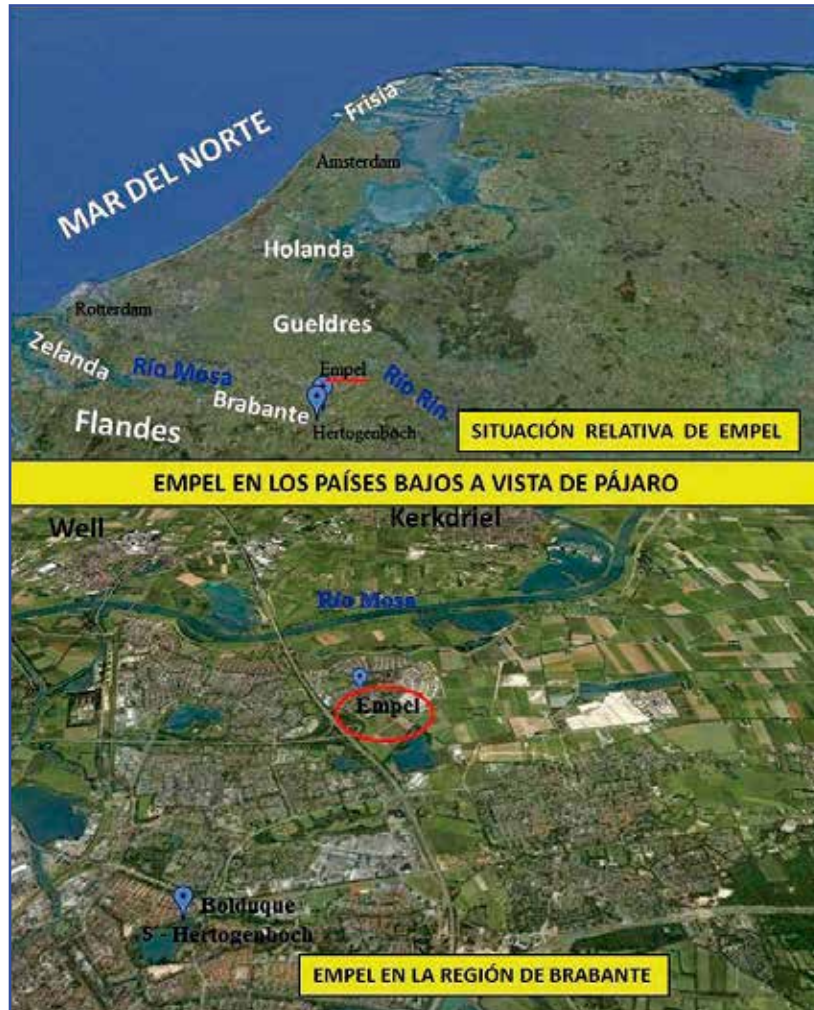 Frisia
MAR DEL NORTE
Amsterdam
Holanda
Rotterdam
Gueldres
Zelanda
Río Mosa
Empel
Río Rin
Brabante
Flandes
Hertogenboch
SITUACIÓN RELATIVA DE EMPEL
EMPEL EN LOS PAÍSES BAJOS A VISTA DE PÁJARO
Well
Kerkdriel
Río Mosa
Empel
Bolduque
S - Hertogenboch
EMPEL EN LA REGIÓN DE BRABANTE